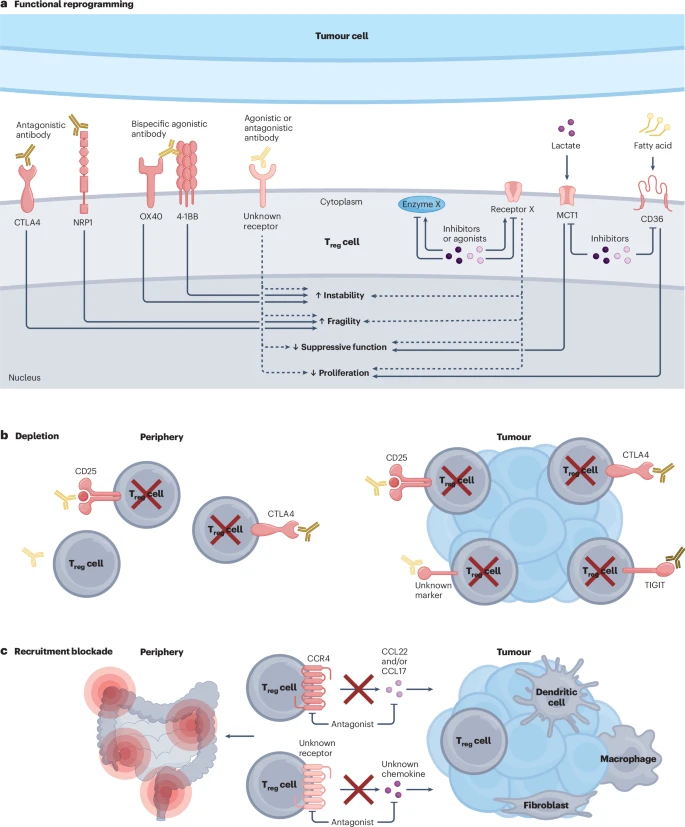 a Functional reprogramming
Tumour cell
Antagonistic
antibody
Bispecific agonistic
antibody
Agonistic or
antagonistic
antibody
Lactate
Fatty acid
CTLA4
NRP1
OX40
4-1BB
Unknown
receptor
Cytoplasm
Treg cell
Enzyme X
Receptor X
Inhibitors
or agonists
MCT1
Inhibitors
CD36
↑ Instability
↑ Fragility
↓ Suppressive function
↓ Proliferation
Nucleus
b Depletion
Periphery
Tumour
CD25
Treg cell
CTLA4
Treg cell
Treg cell
CD25
Treg cell
CTLA4
Treg cell
Unknown
marker
Treg cell
TIGIT
Treg cell
c Recruitment blockade
Periphery
Tumour
CCR4
CCL22
and/or
CCL17
Treg cell
Antagonist
Unknown
receptor
Unknown
chemokine
Treg cell
Antagonist
Dendritic
cell
Treg cell
Macrophage
Fibroblast